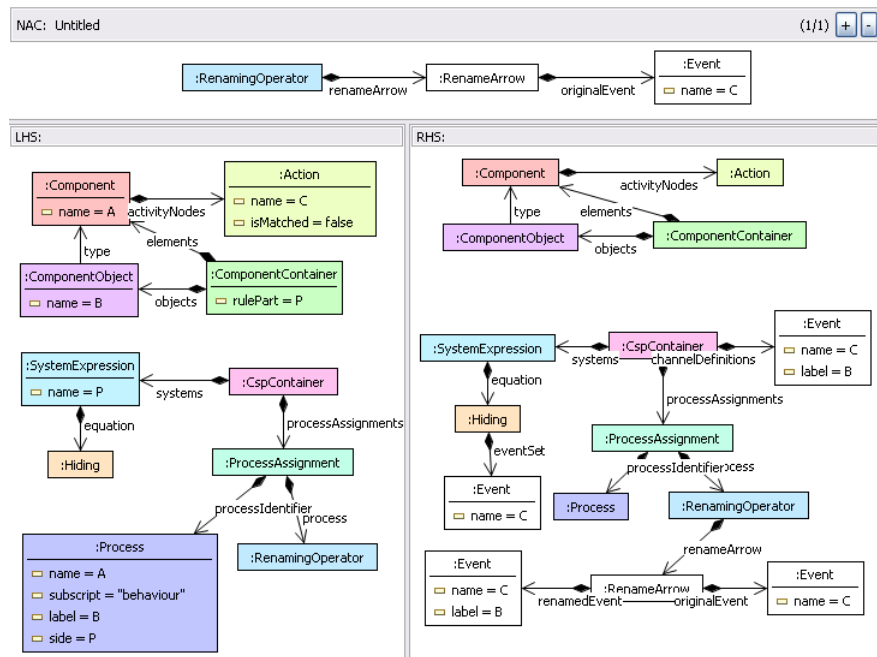 NAC: Untitled (1/1) + -
:RenamingOperator
renameArrow
:RenameArrow
originalEvent
:Event
name = C
LHS:
:Component
name = A
activityNodes
:Action
name = C
isMatched = false
type
elements
:ComponentObject
name = B
objects
:ComponentContainer
rulePart = P
:SystemExpression
name = P
systems
:CspContainer
equation
processAssignments
:Hiding
:ProcessAssignment
processIdentifier
process
:Process
name = A
subscript = "behaviour"
label = B
side = P
:RenamingOperator
RHS:
:Component
activityNodes
:Action
type
elements
:ComponentObject
objects
:ComponentContainer
:SystemExpression
systems
:CspContainer
channelDefinitions
:Event
name = C
label = B
equation
processAssignments
:Hiding
:ProcessAssignment
eventSet
processIdentifier
:Event
name = C
:Process
:RenamingOperator
renameArrow
:Event
name = C
label = B
renamedEvent
:RenameArrow
originalEvent
:Event
name = C